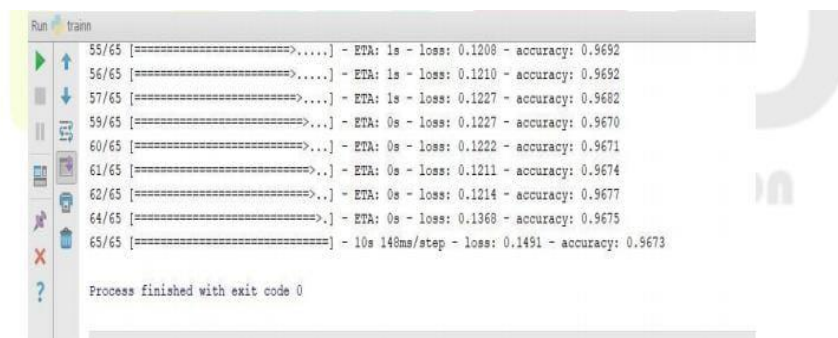 Run trainn
55/65 [========================>.....] - ETA: 1s - loss: 0.1208 - accuracy: 0.9692
56/65 [========================>.....] - ETA: 1s - loss: 0.1210 - accuracy: 0.9692
57/65 [=========================>....] - ETA: 1s - loss: 0.1227 - accuracy: 0.9682
59/65 [==========================>...] - ETA: 0s - loss: 0.1227 - accuracy: 0.9670
60/65 [==========================>...] - ETA: 0s - loss: 0.1222 - accuracy: 0.9671
61/65 [===========================>..] - ETA: 0s - loss: 0.1211 - accuracy: 0.9674
62/65 [===========================>..] - ETA: 0s - loss: 0.1214 - accuracy: 0.9677
64/65 [============================>.] - ETA: 0s - loss: 0.1368 - accuracy: 0.9675
65/65 [==============================] - 10s 148ms/step - loss: 0.1491 - accuracy: 0.9673
Process finished with exit code 0